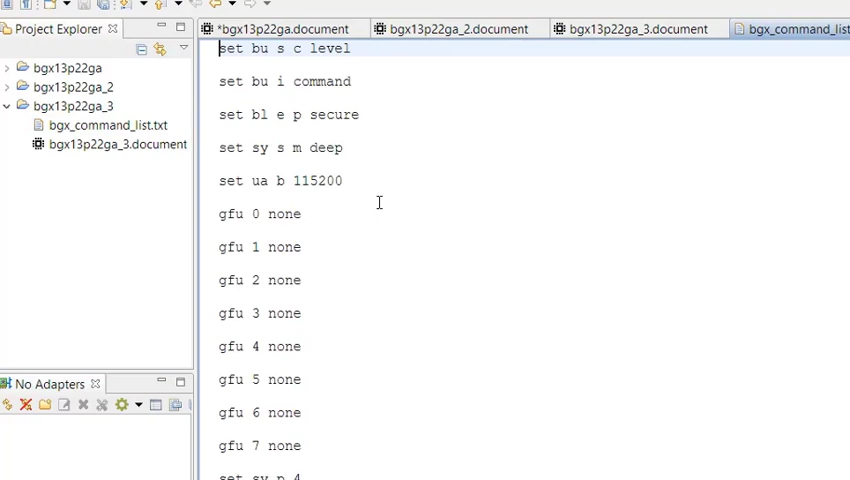 Project Explorer
bgx13p22ga
bgx13p22ga_2
bgx13p22ga_3
bgx_command_list.txt
bgx13p22ga_3.document
No Adapters
*bgx13p22ga.document
bgx13p22ga_2.document
bgx13p22ga_3.document
bgx_command_list
set bu s c level
set bu i command
set bl e p secure
set sy s m deep
set ua b 115200
gfu 0 none
gfu 1 none
gfu 2 none
gfu 3 none
gfu 4 none
gfu 5 none
gfu 6 none
gfu 7 none
set sy p 4